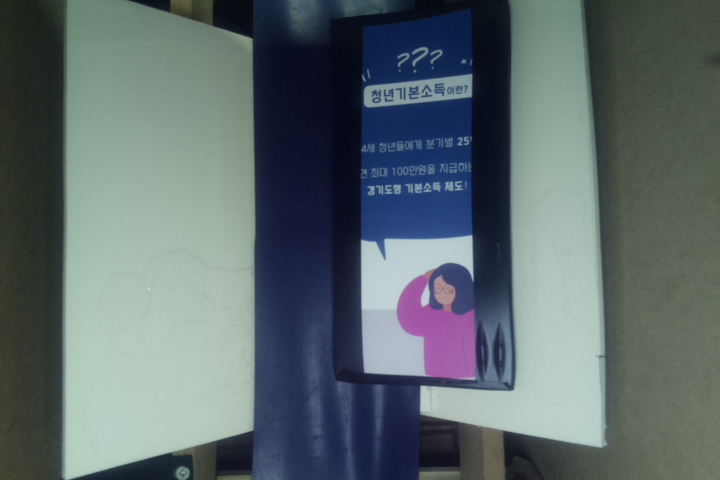 ???
청년기본소득이란?
4세 청년들에게 분기별 25
최대 100만원을 지급하는
경기도형 기본소득 제도!